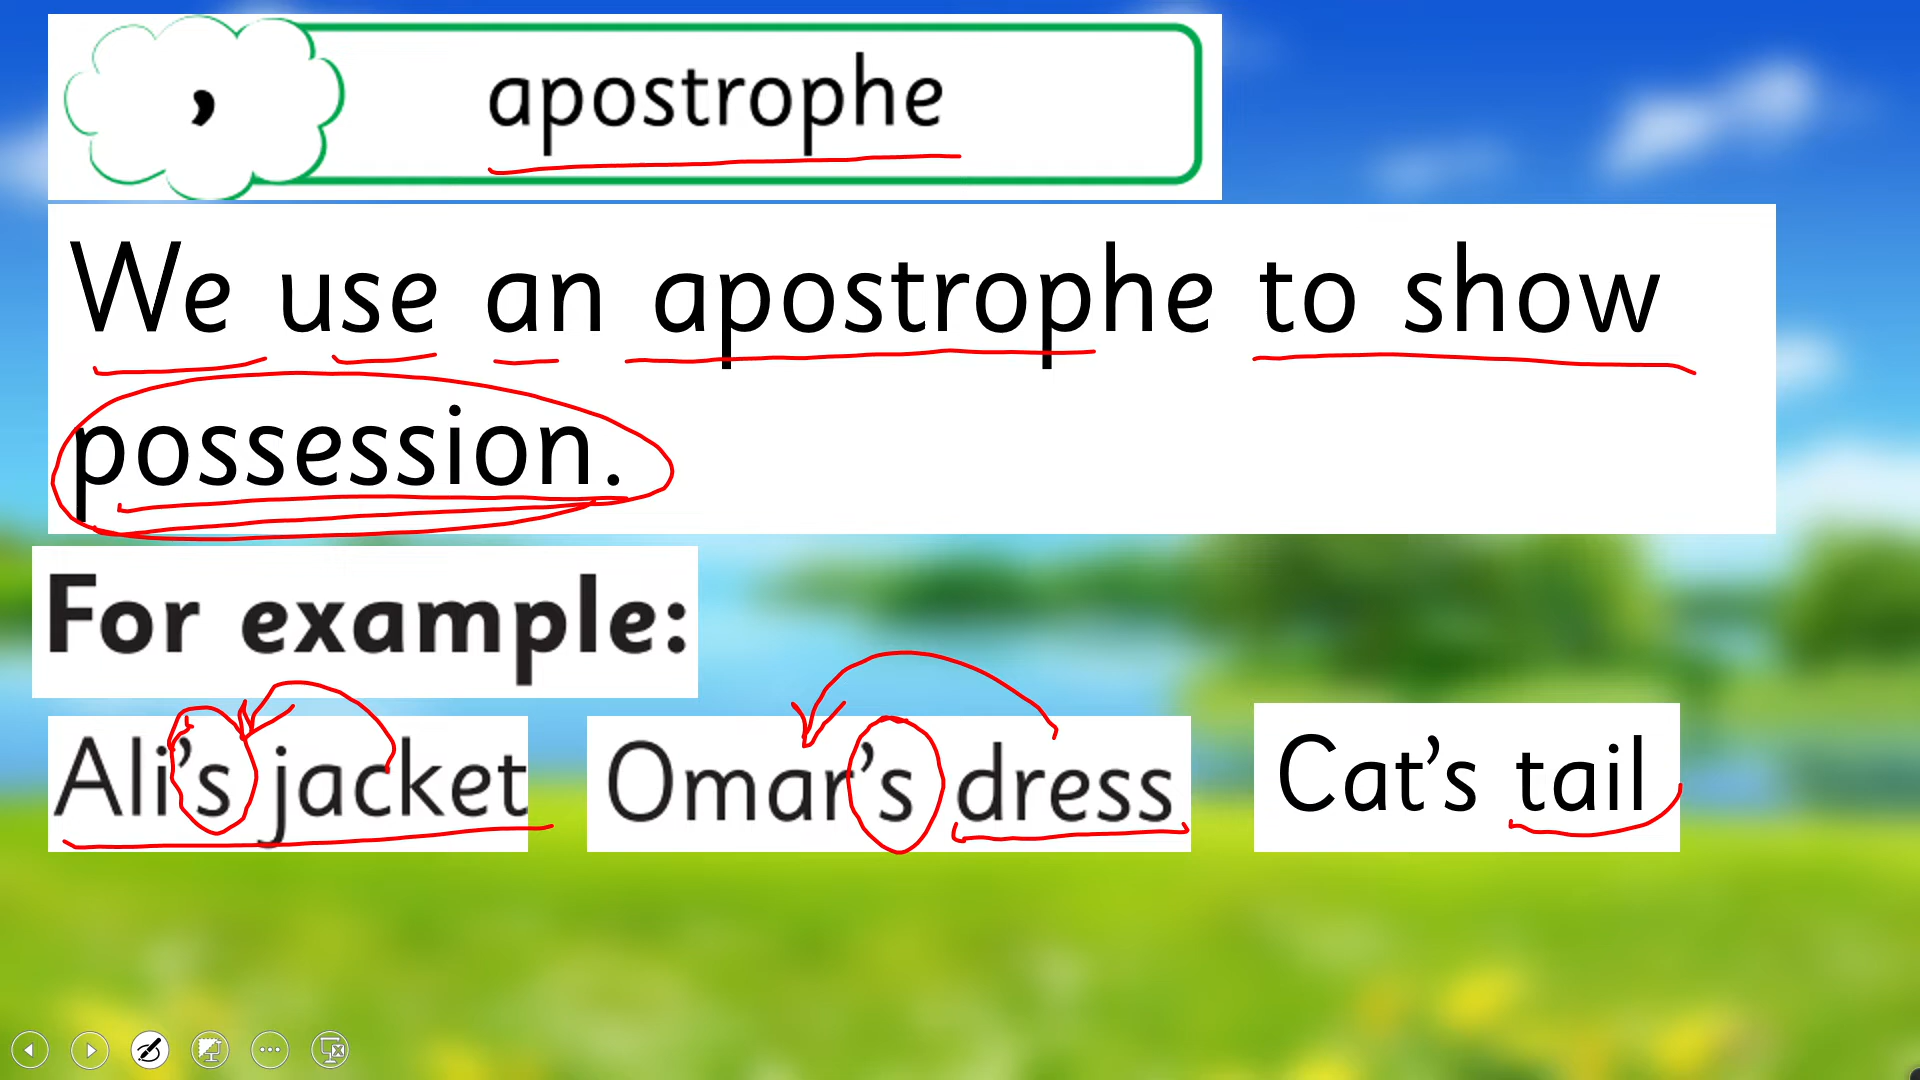 ’ apostrophe
We use an apostrophe to show
possession.
For example:
Ali’s jacket
Omar’s dress
Cat’s tail